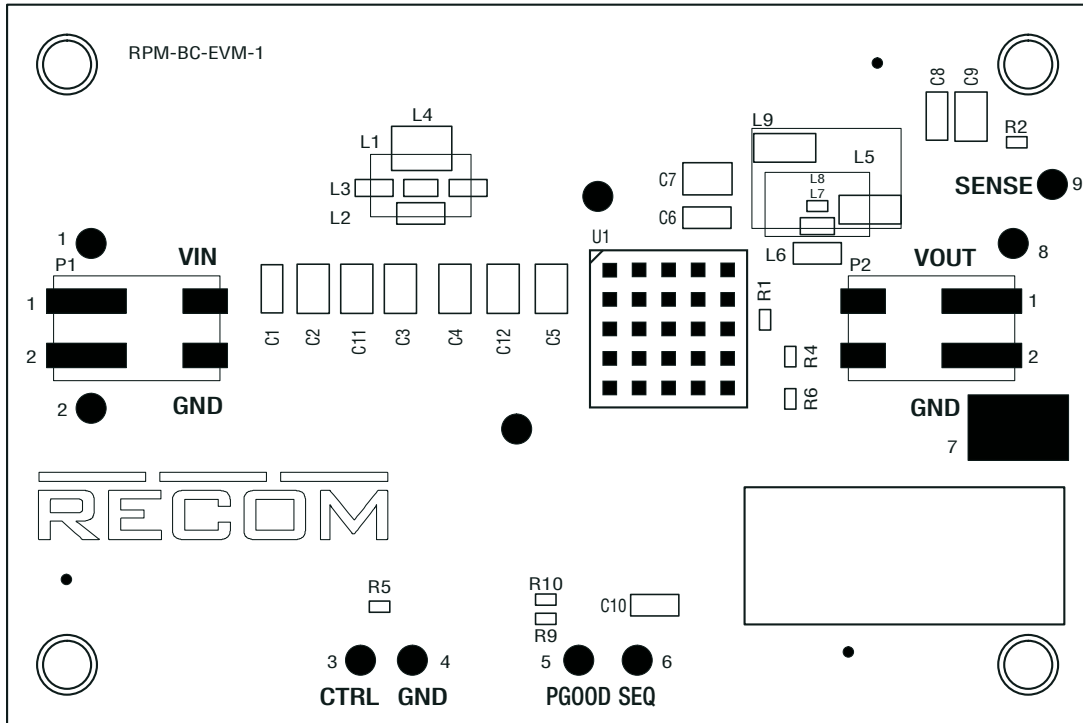 RPM-BC-EVM-1
C8
C9
L4
L1
L9
R2
L5
L3
C7
L8
L7
SENSE
9
L2
C6
U1
L6
1
P1
VIN
P2
VOUT
8
1
R1
1
C1
C2
C11
C3
C4
C12
C5
2
R4
2
2
GND
R6
GND
7
RECOM
R5
R10
C10
R9
3
4
5
6
CTRL
GND
PGOOD
SEQ